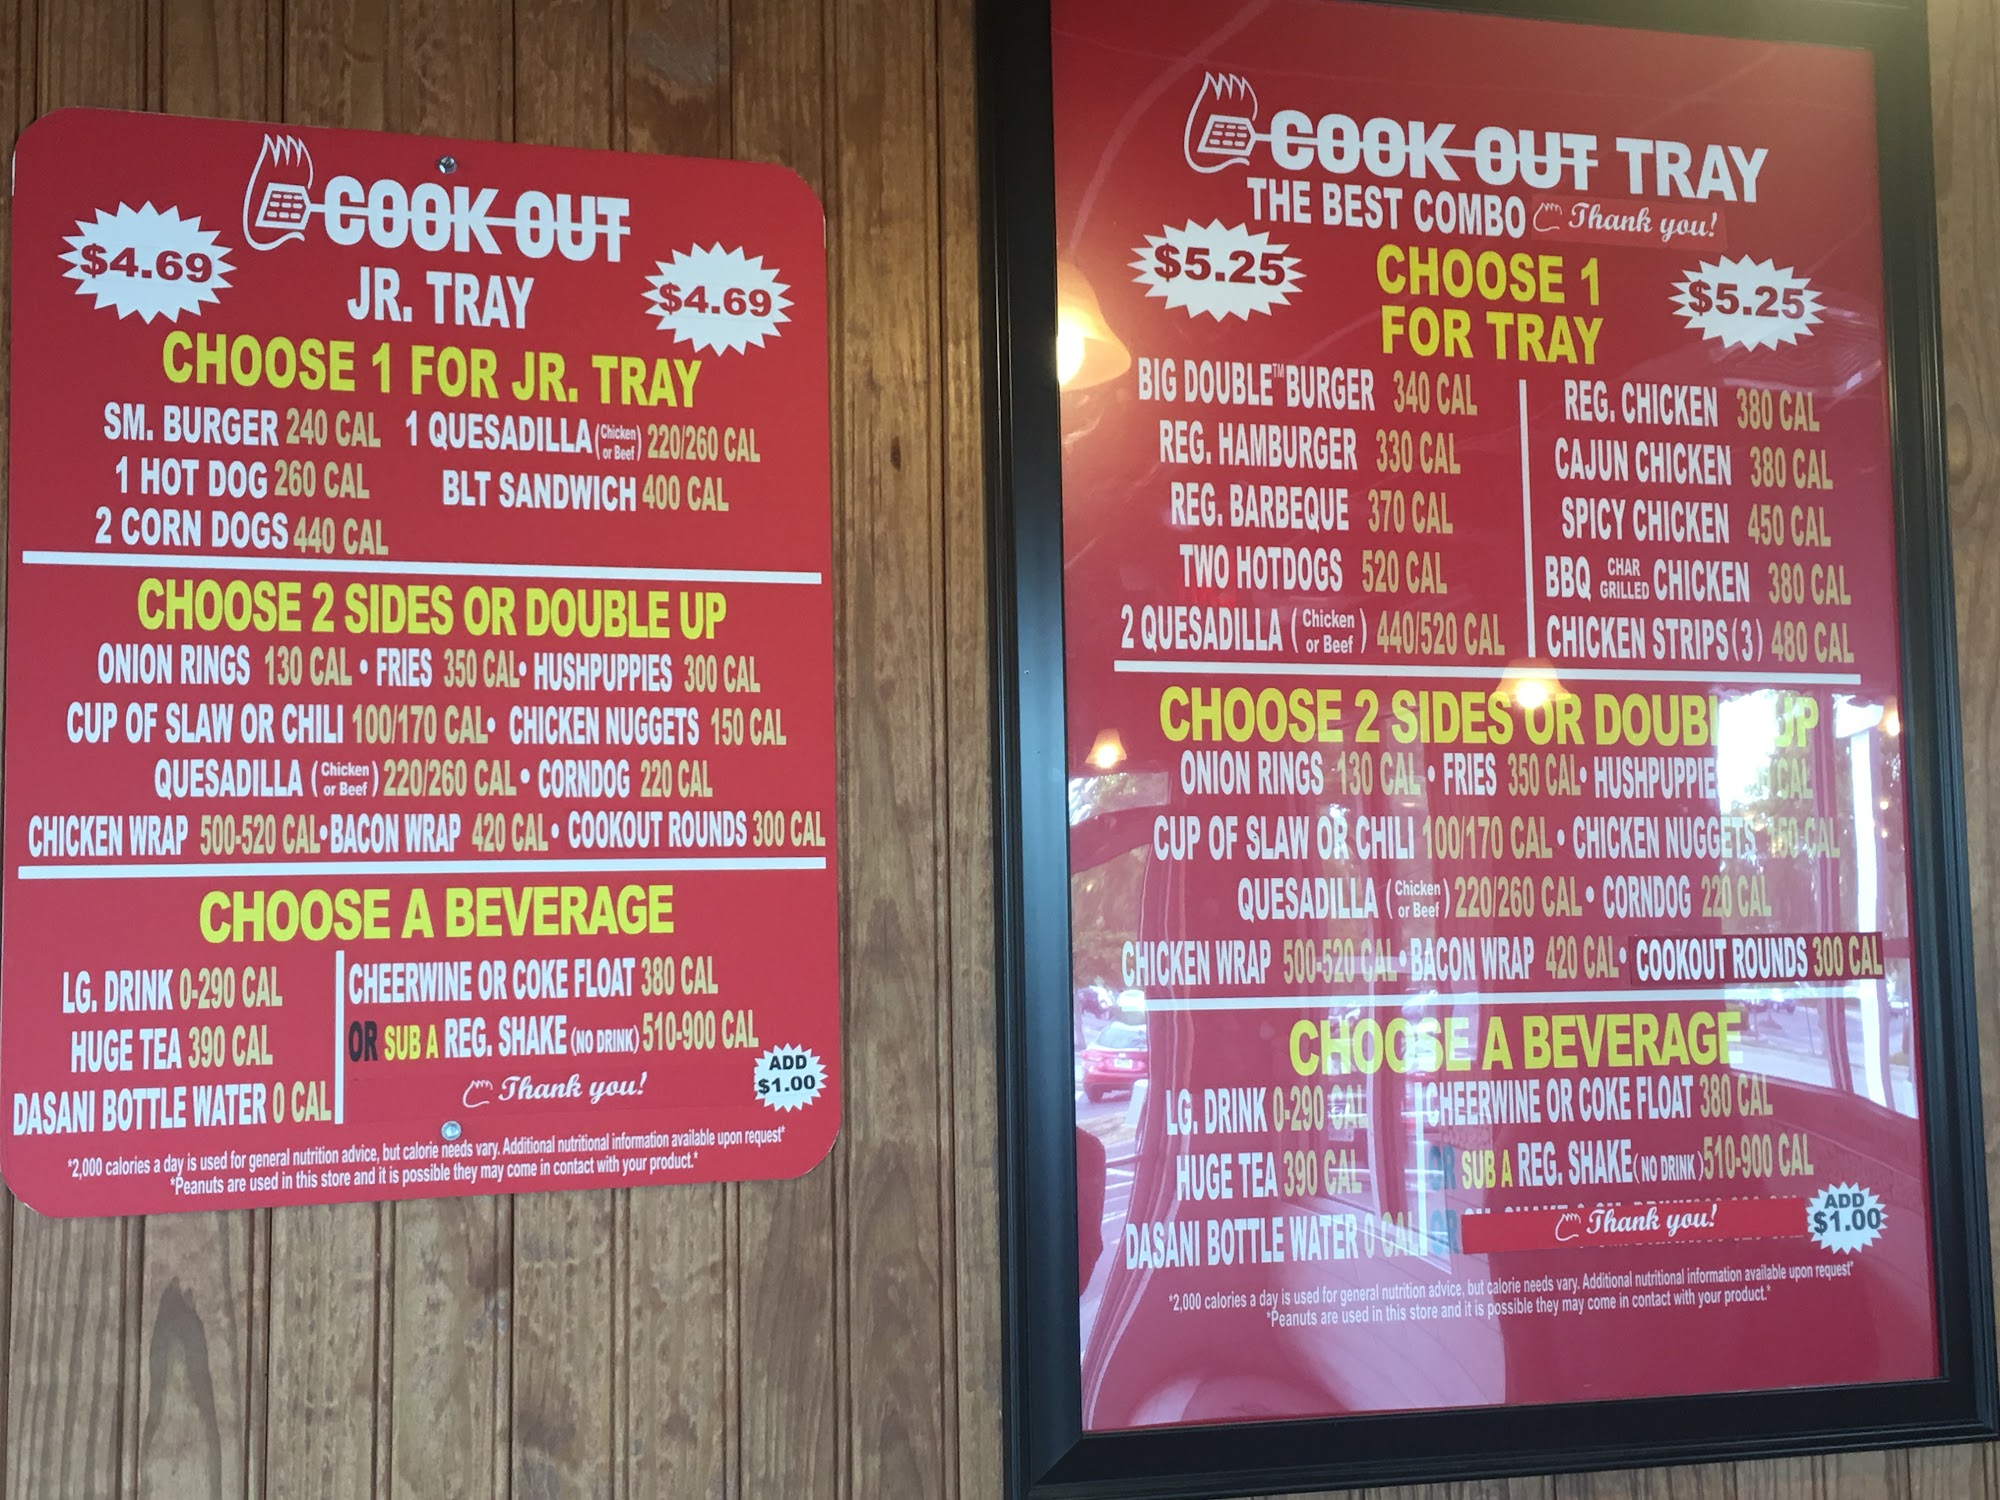 COOK OUT
JR. TRAY
$4.69
$4.69
CHOOSE 1 FOR JR. TRAY
SM. BURGER 240 CAL 1 QUESADILLA (Chicken or Beef) 220/260 CAL
1 HOT DOG 260 CAL BLT SANDWICH 400 CAL
2 CORN DOGS 440 CAL
CHOOSE 2 SIDES OR DOUBLE UP
ONION RINGS 130 CAL • FRIES 350 CAL • HUSHPUPPIES 300 CAL
CUP OF SLAW OR CHILI 100/170 CAL • CHICKEN NUGGETS 150 CAL
QUESADILLA (Chicken or Beef) 220/260 CAL • CORNDOG 220 CAL
CHICKEN WRAP 500-520 CAL • BACON WRAP 420 CAL • COOKOUT ROUNDS 300 CAL
CHOOSE A BEVERAGE
LG. DRINK 0-290 CAL
HUGE TEA 390 CAL
DASANI BOTTLE WATER 0 CAL
CHEERWINE OR COKE FLOAT 380 CAL
OR SUB A REG. SHAKE (NO DRINK) 510-900 CAL
ADD $1.00
Thank you!
*2,000 calories a day is used for general nutrition advice, but calorie needs vary. Additional nutritional information available upon request*
*Peanuts are used in this store and it is possible they may come in contact with your product.*
COOK OUT TRAY
THE BEST COMBO Thank you!
$5.25
$5.25
CHOOSE 1
FOR TRAY
BIG DOUBLE™ BURGER 340 CAL
REG. HAMBURGER 330 CAL
REG. BARBEQUE 370 CAL
TWO HOTDOGS 520 CAL
2 QUESADILLA (Chicken or Beef) 440/520 CAL
REG. CHICKEN 380 CAL
CAJUN CHICKEN 380 CAL
SPICY CHICKEN 450 CAL
BBQ CHAR GRILLED CHICKEN 380 CAL
CHICKEN STRIPS (3) 480 CAL
CHOOSE 2 SIDES OR DOUBLE UP
ONION RINGS 130 CAL • FRIES 350 CAL • HUSHPUPPIE CAL
CUP OF SLAW OR CHILI 100/170 CAL • CHICKEN NUGGETS 150 CAL
QUESADILLA (Chicken or Beef) 220/260 CAL • CORNDOG 220 CAL
CHICKEN WRAP 500-520 CAL • BACON WRAP 420 CAL • COOKOUT ROUNDS 300 CAL
CHOOSE A BEVERAGE
LG. DRINK 0-290 CAL
HUGE TEA 390 CAL
DASANI BOTTLE WATER 0 CAL
CHEERWINE OR COKE FLOAT 380 CAL
OR SUB A REG. SHAKE (NO DRINK) 510-900 CAL
OR
Thank you!
ADD $1.00
*2,000 calories a day is used for general nutrition advice, but calorie needs vary. Additional nutritional information available upon request*
*Peanuts are used in this store and it is possible they may come in contact with your product.*